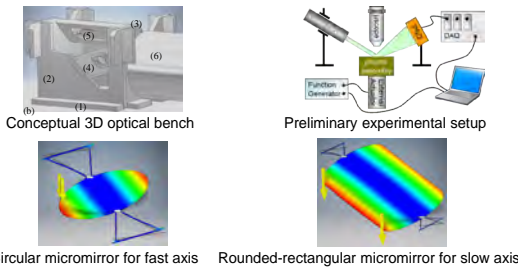 (3)
(5)
(2)
(4)
(6)
(b)
(1)
Conceptual 3D optical bench
DAQ
Function
Generator
Preliminary experimental setup
ircular micromirror for fast axis
Rounded-rectangular micromirror for slow axis